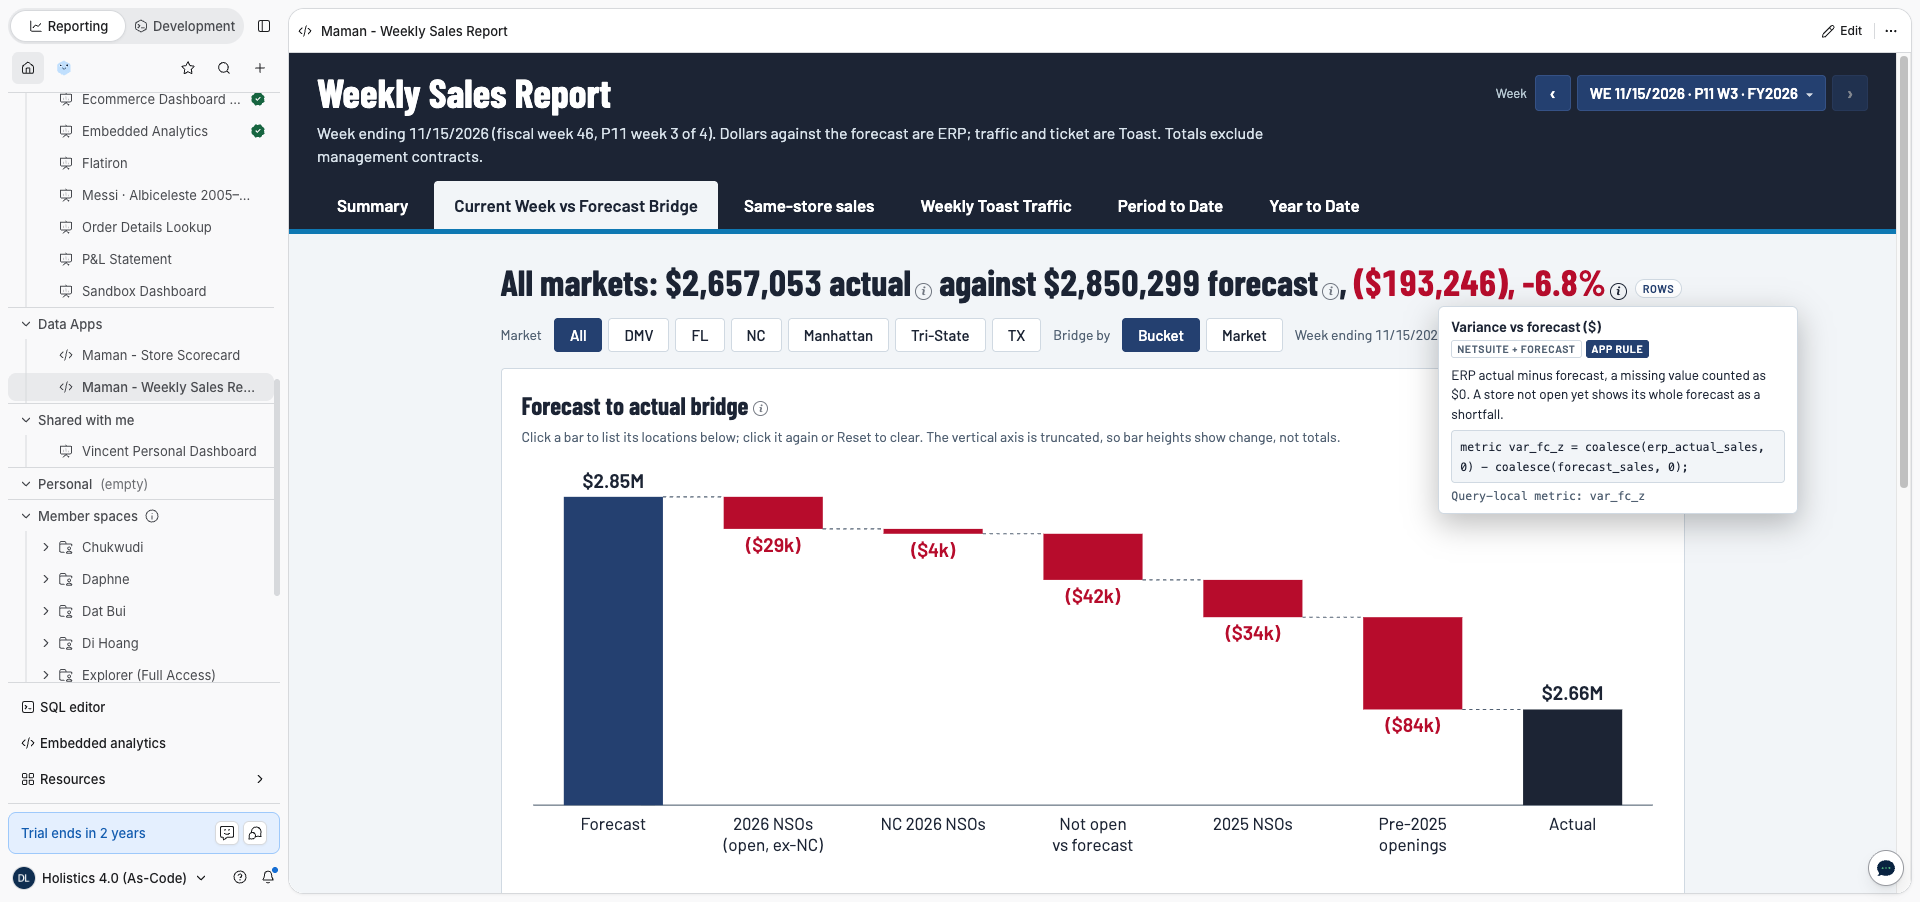 Reporting
Development
Ecommerce Dashboard ...
Embedded Analytics
Flatiron
Messi · Albiceleste 2005–...
Order Details Lookup
P&L Statement
Sandbox Dashboard
Data Apps
Maman - Store Scorecard
Maman - Weekly Sales Re...
Shared with me
Vincent Personal Dashboard
Personal (empty)
Member spaces
Chukwudi
Daphne
Dat Bui
Di Hoang
Explorer (Full Access)
SQL editor
Embedded analytics
Resources
Trial ends in 2 years
DL Holistics 4.0 (As-Code)
Maman - Weekly Sales Report
Edit
Weekly Sales Report
Week
WE 11/15/2026 · P11 W3 · FY2026
Week ending 11/15/2026 (fiscal week 46, P11 week 3 of 4). Dollars against the forecast are ERP; traffic and ticket are Toast. Totals exclude
management contracts.
Summary
Current Week vs Forecast Bridge
Same-store sales
Weekly Toast Traffic
Period to Date
Year to Date
All markets: $2,657,053 actual against $2,850,299 forecast, ($193,246), -6.8% ROWS
Market All DMV FL NC Manhattan Tri-State TX Bridge by Bucket Market Week ending 11/15/202
Variance vs forecast ($)
NETSUITE + FORECAST APP RULE
ERP actual minus forecast, a missing value counted as
$0. A store not open yet shows its whole forecast as a
shortfall.
metric var_fc_z = coalesce(erp_actual_sales,
0) - coalesce(forecast_sales, 0);
Query-local metric: var_fc_z
Forecast to actual bridge
Click a bar to list its locations below; click it again or Reset to clear. The vertical axis is truncated, so bar heights show change, not totals.
$2.85M
($29k)
($4k)
($42k)
($34k)
($84k)
$2.66M
Forecast
2026 NSOs
(open, ex-NC)
NC 2026 NSOs
Not open
vs forecast
2025 NSOs
Pre-2025
openings
Actual